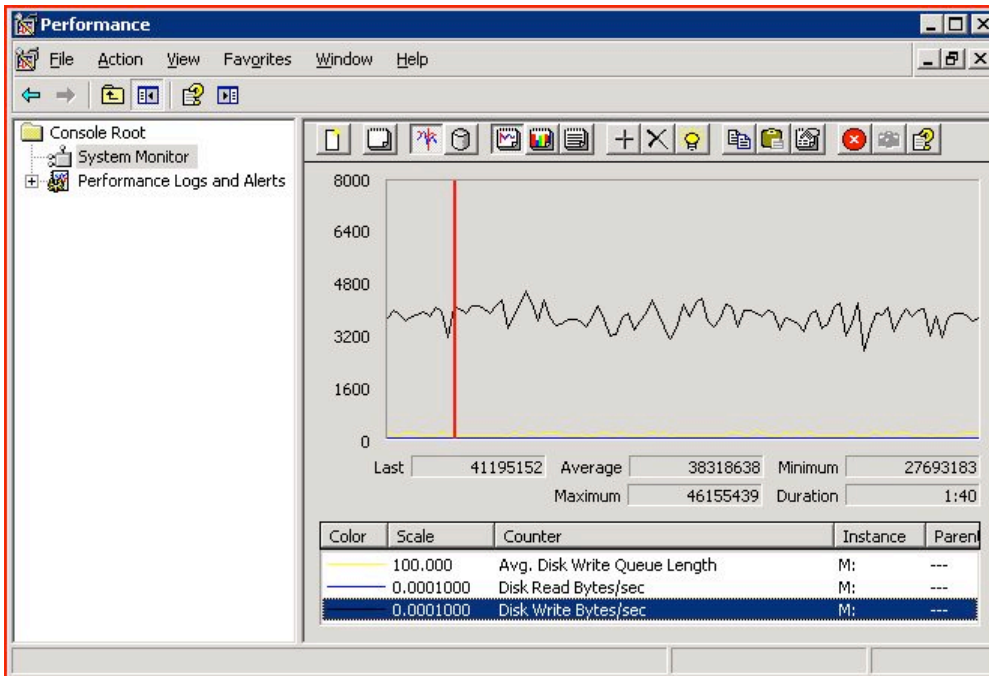 Performance
File Action View Favorites Window Help
Console Root
System Monitor
Performance Logs and Alerts
8000
6400
4800
3200
1600
0
Last 41195152 Average 38318638 Minimum 27693183
Maximum 46155439 Duration 1:40
Color Scale Counter Instance Paren
100.000 Avg. Disk Write Queue Length M: ---
0.0001000 Disk Read Bytes/sec M: ---
0.0001000 Disk Write Bytes/sec M: ---